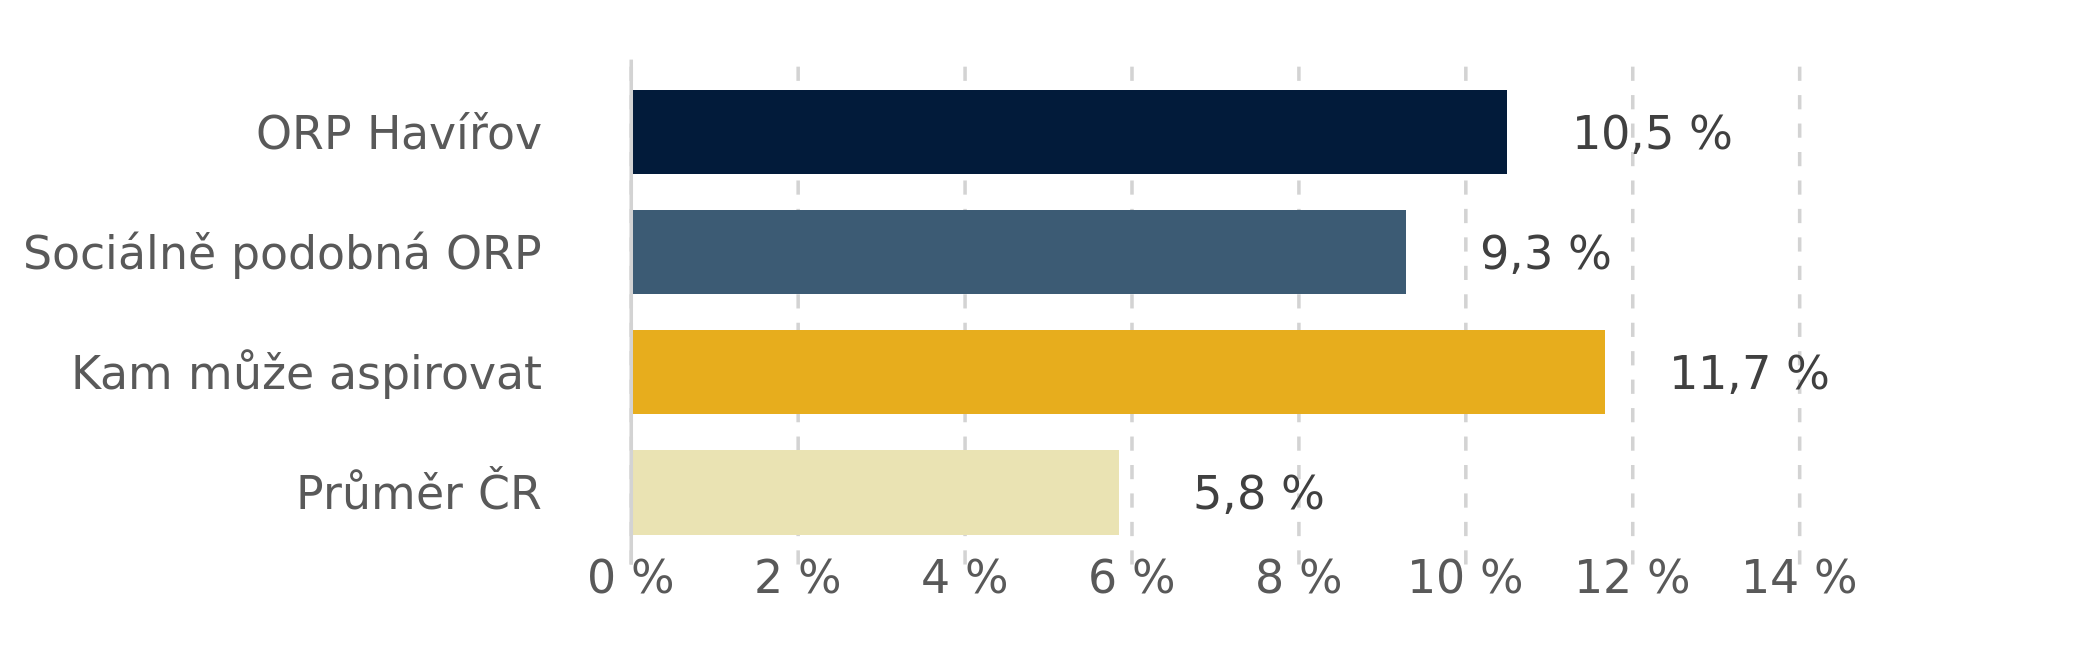 ORP Havířov
10,5 %
Sociálně podobná ORP
9,3 %
Kam může aspirovat
11,7 %
Průměr ČR
5,8 %
0 % 2 % 4 % 6 % 8 % 10 % 12 % 14 %